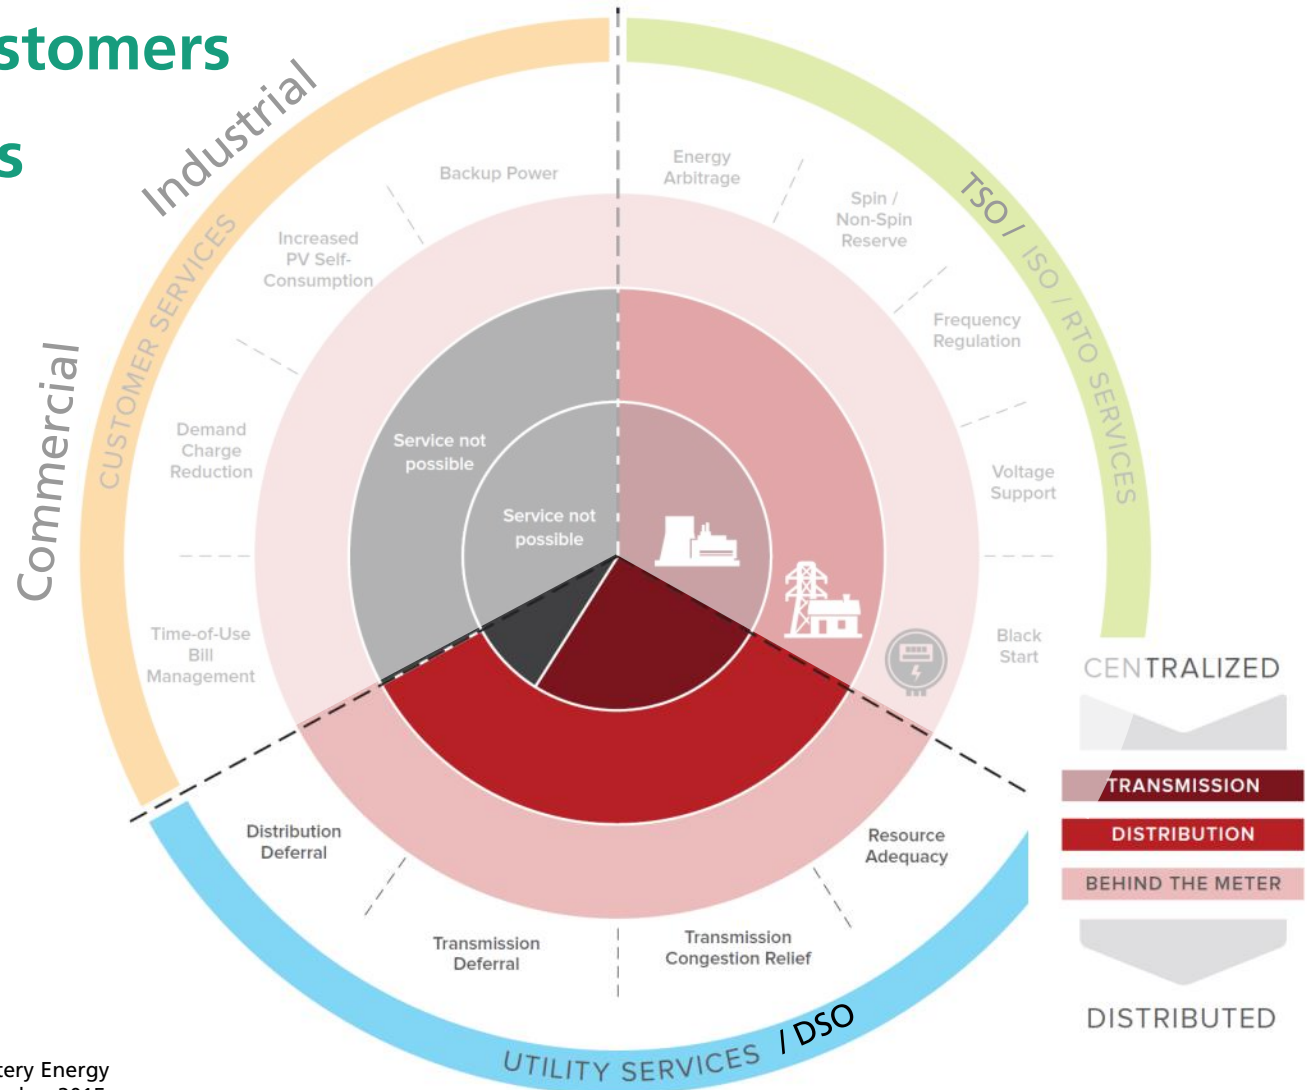 stomers
s
Industrial
Commercial
CUSTOMER SERVICES
Backup Power
Increased
PV Self-
Consumption
Demand
Charge
Reduction
Time-of-Use
Bill
Management
Energy
Arbitrage
Spin /
Non-Spin
Reserve
Frequency
Regulation
Voltage
Support
Black
Start
TSO / ISO / RTO SERVICES
Service not
possible
Service not
possible
Distribution
Deferral
Transmission
Deferral
Transmission
Congestion Relief
Resource
Adequacy
UTILITY SERVICES / DSO
CENTRALIZED
TRANSMISSION
DISTRIBUTION
BEHIND THE METER
DISTRIBUTED
tery Energy
2015